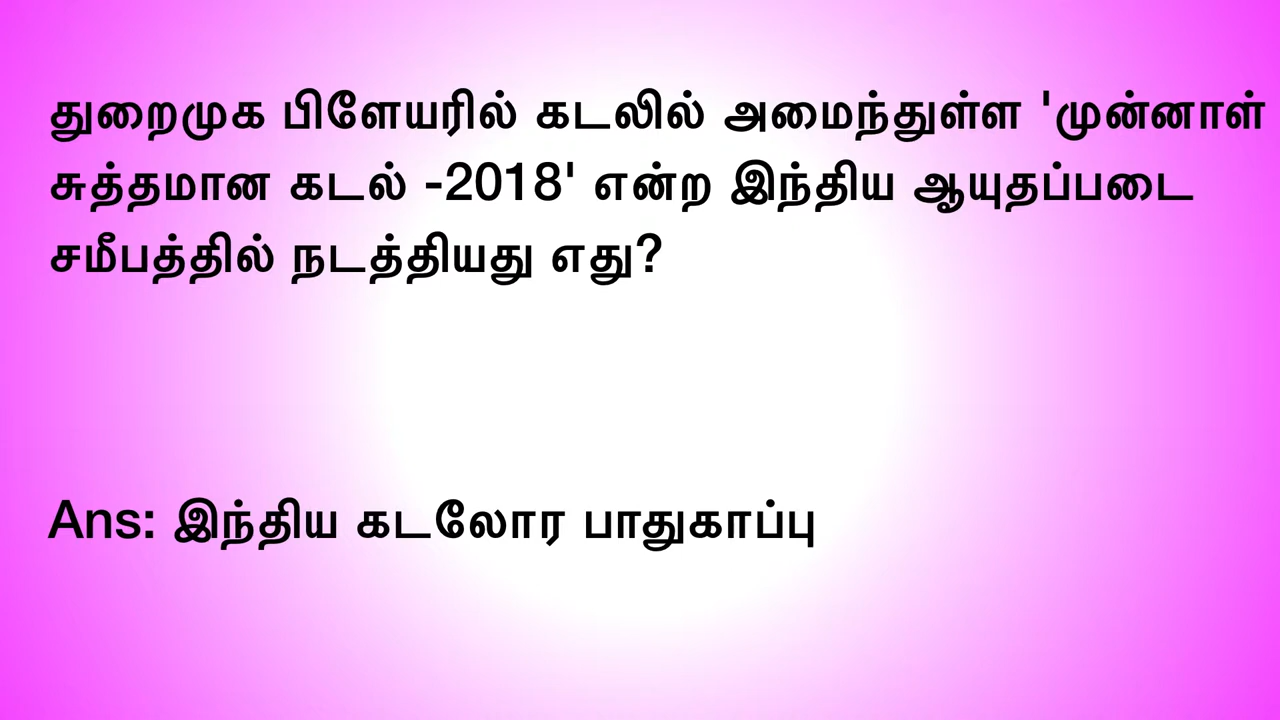 துறைமுக பிளேயரில் கடலில் அமைந்துள்ள 'முன்னாள்
சுத்தமான கடல் -2018' என்ற இந்திய ஆயுதப்படை
சமீபத்தில் நடத்தியது எது?
Ans: இந்திய கடலோர பாதுகாப்பு